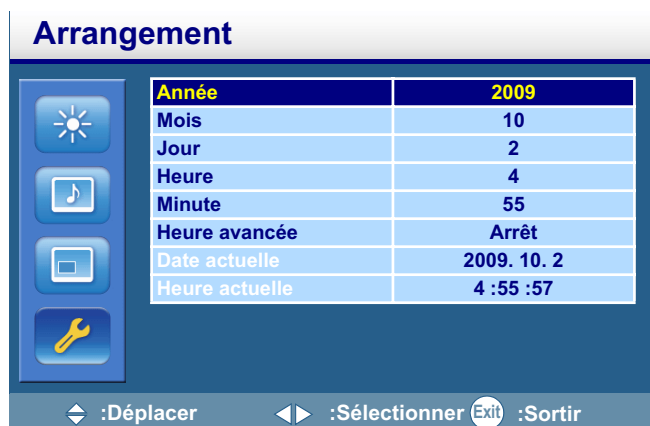 Arrangement
Année 2009
Mois 10
Jour 2
Heure 4
Minute 55
Heure avancée Arrêt
Date actuelle 2009. 10. 2
Heure actuelle 4 :55 :57
:Déplacer :Sélectionner Exit :Sortir